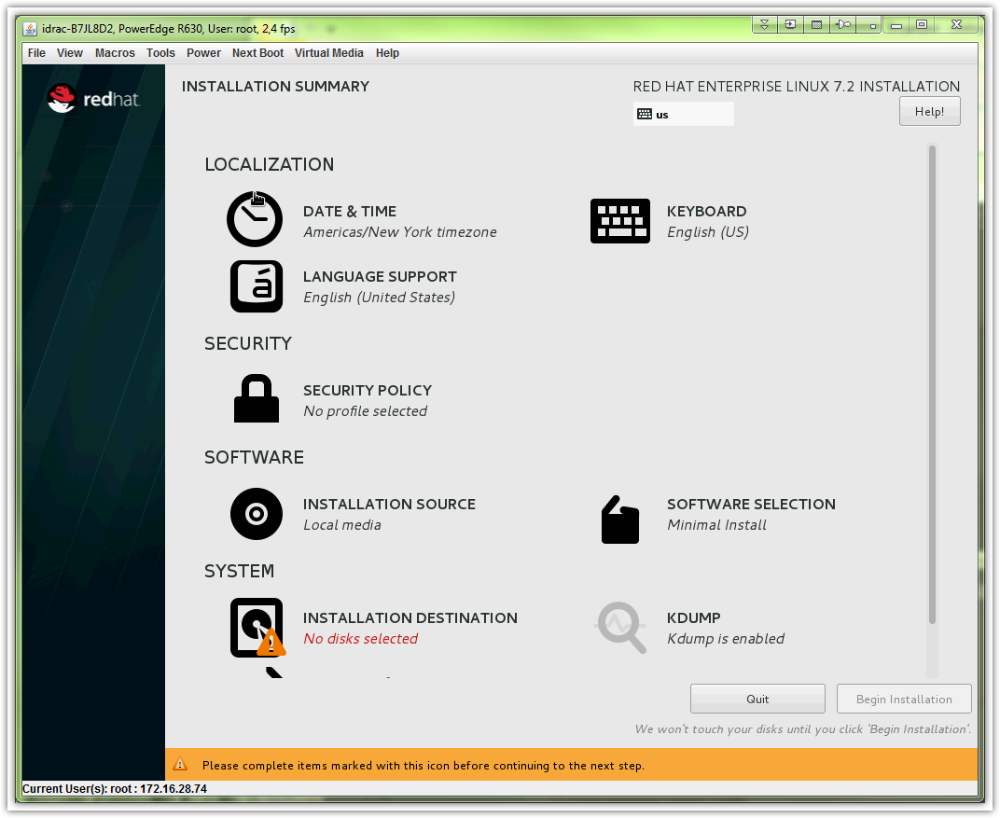 idrac-B7JL8D2, PowerEdge R630, User: root, 2,4 fps
File View Macros Tools Power Next Boot Virtual Media Help
redhat
INSTALLATION SUMMARY
RED HAT ENTERPRISE LINUX 7.2 INSTALLATION
us
Help!
LOCALIZATION
DATE & TIME
Americas/New York timezone
KEYBOARD
English (US)
LANGUAGE SUPPORT
English (United States)
SECURITY
SECURITY POLICY
No profile selected
SOFTWARE
INSTALLATION SOURCE
Local media
SOFTWARE SELECTION
Minimal Install
SYSTEM
INSTALLATION DESTINATION
No disks selected
KDUMP
Kdump is enabled
Quit
Begin Installation
We won't touch your disks until you click 'Begin Installation'.
Please complete items marked with this icon before continuing to the next step.
Current User(s): root : 172.16.28.74